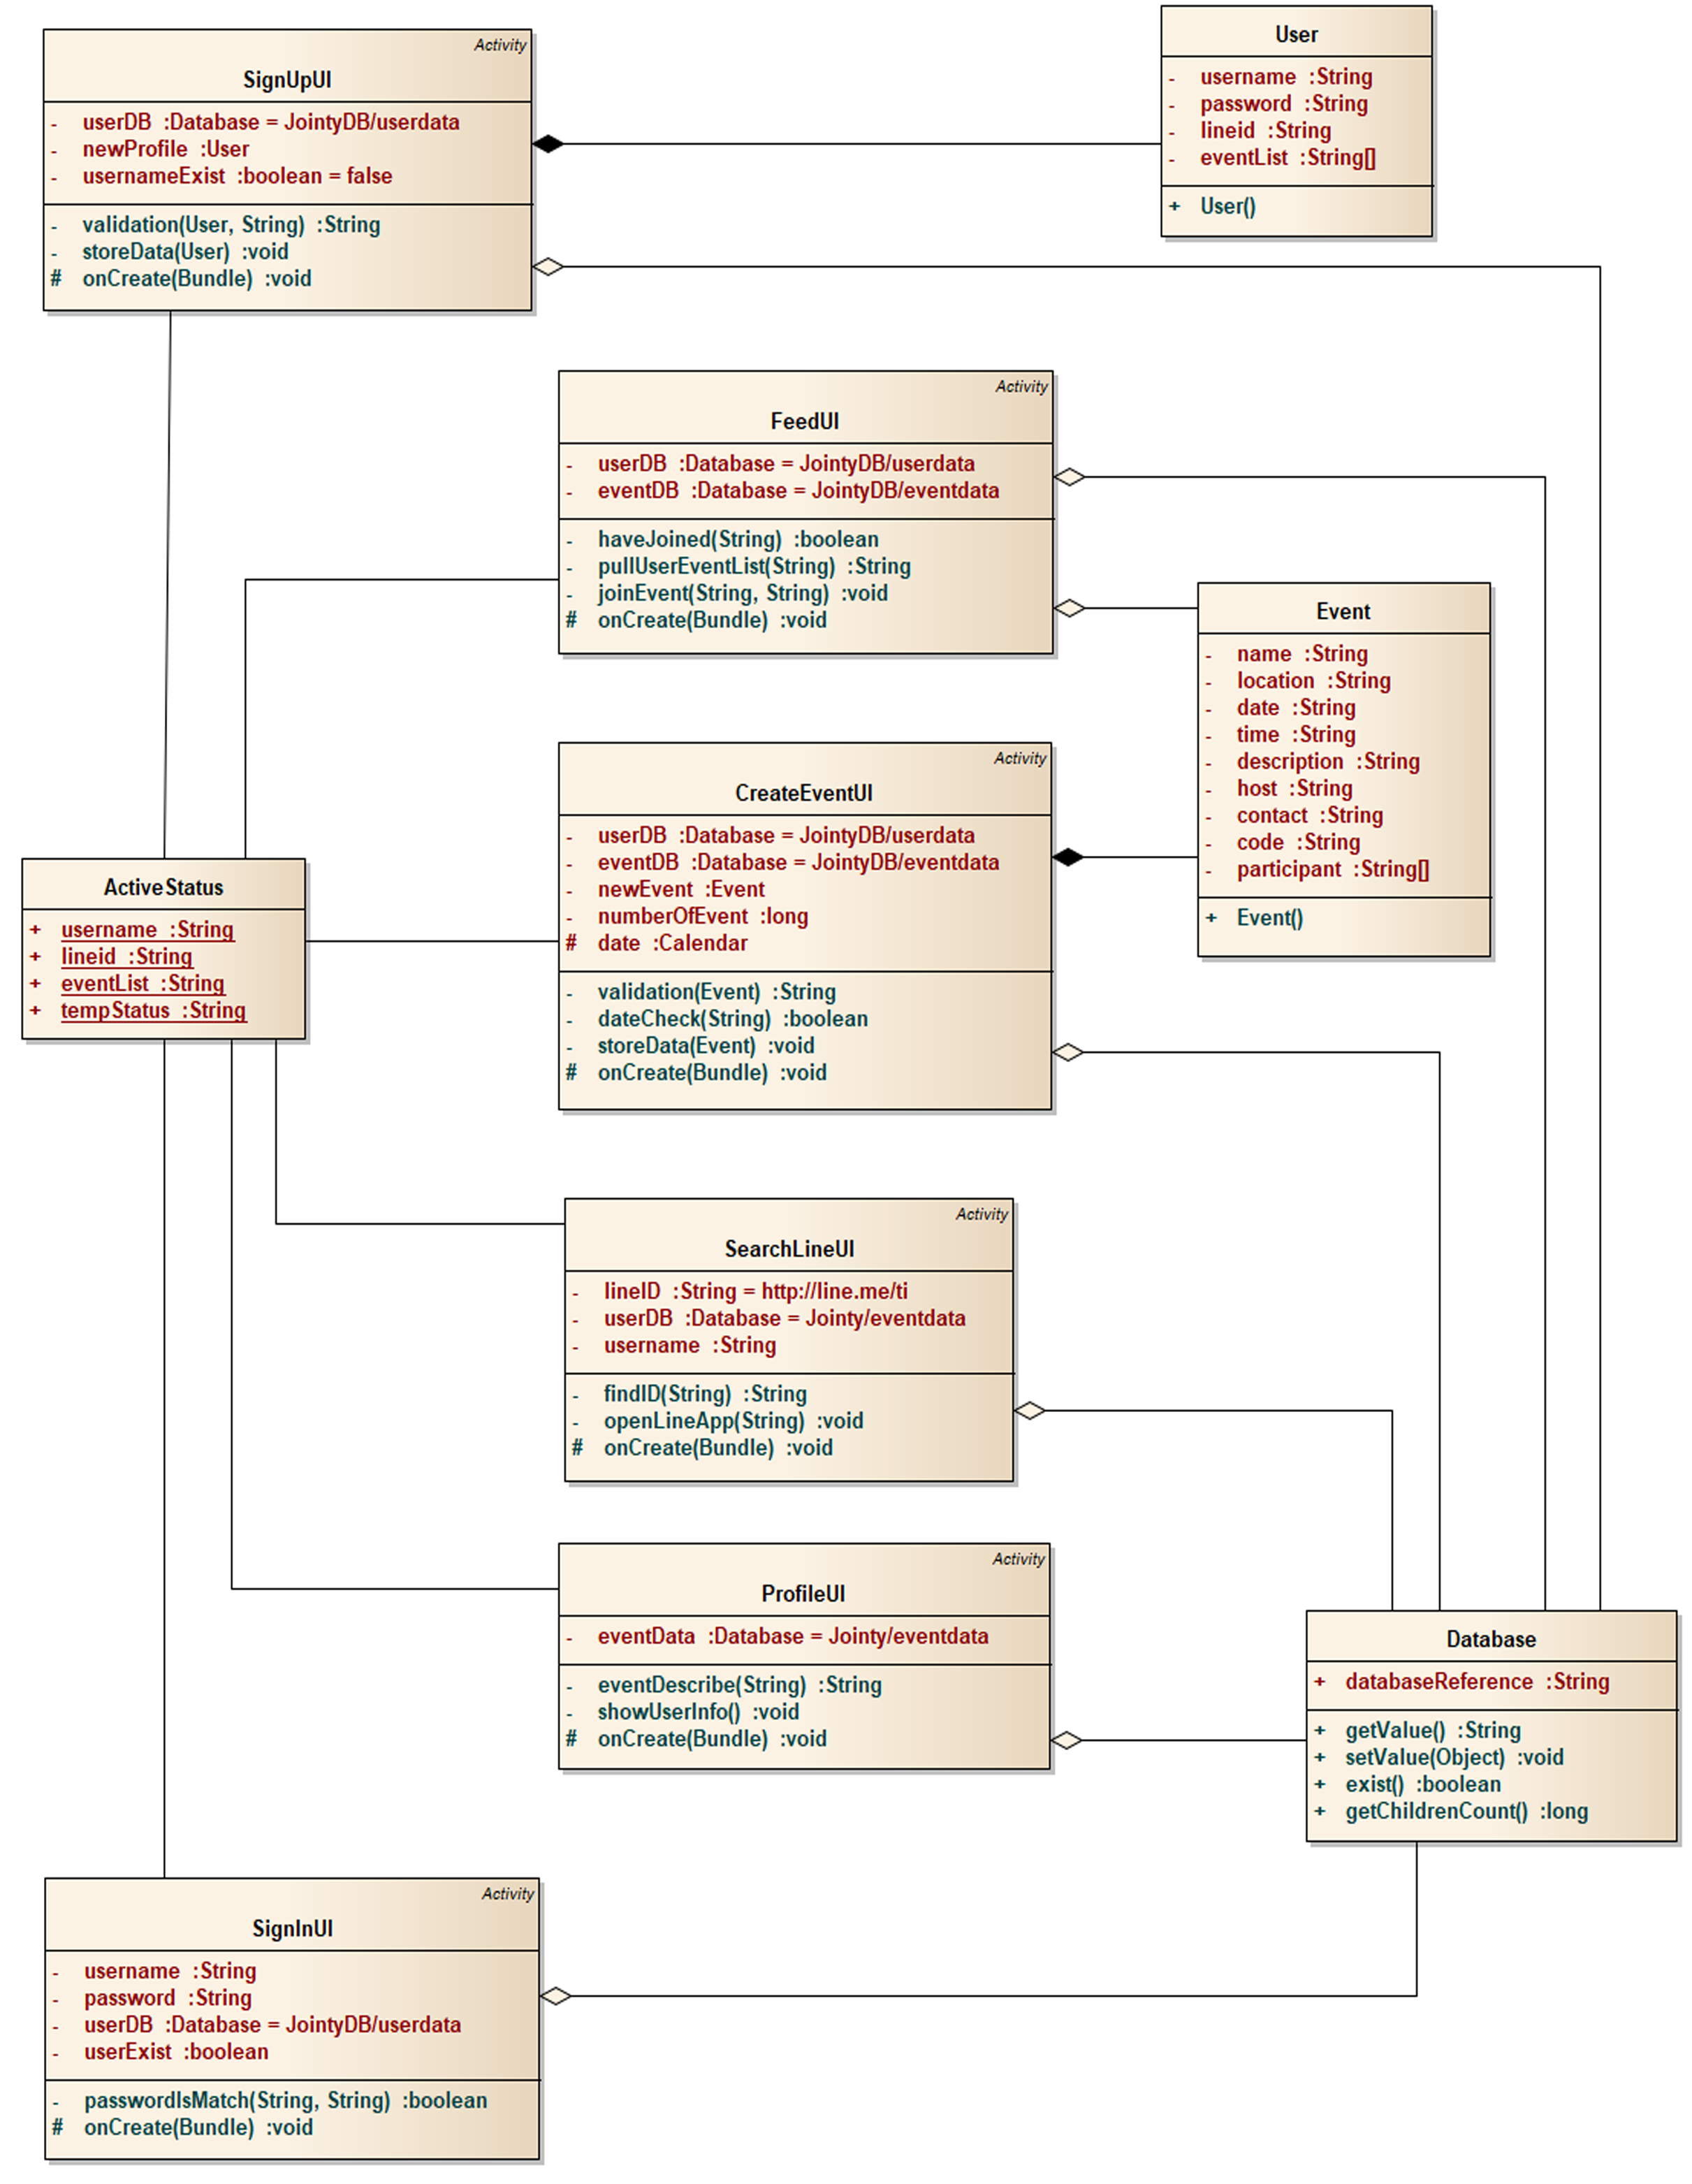 Activity
SignUpUI
- userDB :Database = JointyDB/userdata
- newProfile :User
- usernameExist :boolean = false
- validation(User, String) :String
- storeData(User) :void
# onCreate(Bundle) :void
User
- username :String
- password :String
- lineid :String
- eventList :String[]
+ User()
Activity
FeedUI
- userDB :Database = JointyDB/userdata
- eventDB :Database = JointyDB/eventdata
- haveJoined(String) :boolean
- pullUserEventList(String) :String
- joinEvent(String, String) :void
# onCreate(Bundle) :void
Event
- name :String
- location :String
- date :String
- time :String
- description :String
- host :String
- contact :String
- code :String
- participant :String[]
+ Event()
Activity
CreateEventUI
- userDB :Database = JointyDB/userdata
- eventDB :Database = JointyDB/eventdata
- newEvent :Event
- numberOfEvent :long
# date :Calendar
- validation(Event) :String
- dateCheck(String) :boolean
- storeData(Event) :void
# onCreate(Bundle) :void
ActiveStatus
+ username :String
+ lineid :String
+ eventList :String
+ tempStatus :String
Activity
SearchLineUI
- lineID :String = http://line.me/ti
- userDB :Database = Jointy/eventdata
- username :String
- findID(String) :String
- openLineApp(String) :void
# onCreate(Bundle) :void
Activity
ProfileUI
- eventData :Database = Jointy/eventdata
- eventDescribe(String) :String
- showUserInfo() :void
# onCreate(Bundle) :void
Database
+ databaseReference :String
+ getValue() :String
+ setValue(Object) :void
+ exist() :boolean
+ getChildrenCount() :long
Activity
SignInUI
- username :String
- password :String
- userDB :Database = JointyDB/userdata
- userExist :boolean
- passwordIsMatch(String, String) :boolean
# onCreate(Bundle) :void